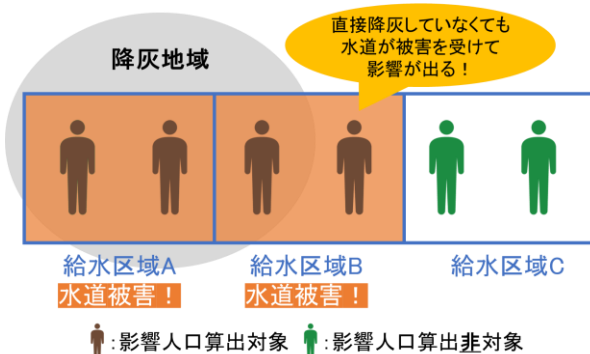 降灰地域
直接降灰していなくても
水道が被害を受けて
影響が出る！
給水区域A
給水区域B
給水区域C
水道被害！
水道被害！
：影響人口算出対象
：影響人口算出非対象